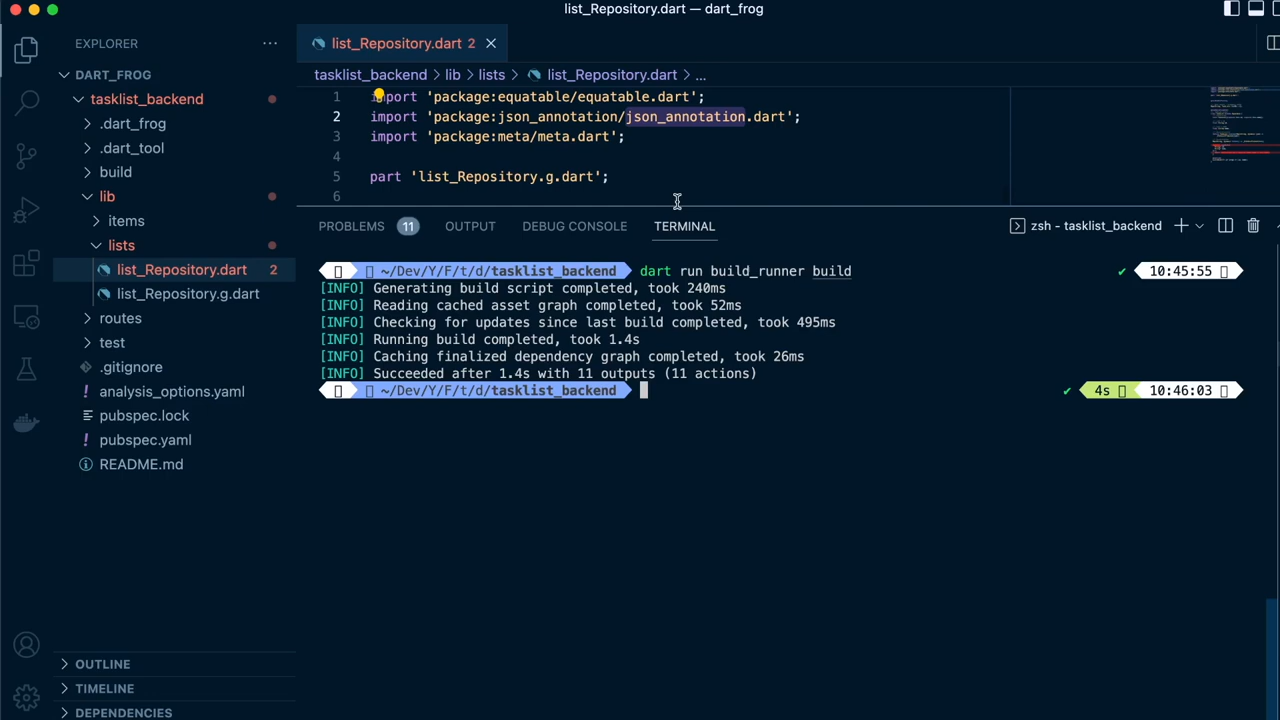 list_Repository.dart — dart_frog
EXPLORER
DART_FROG
tasklist_backend
.dart_frog
.dart_tool
build
lib
items
lists
list_Repository.dart 2
list_Repository.g.dart
routes
test
.gitignore
analysis_options.yaml
pubspec.lock
pubspec.yaml
README.md
OUTLINE
TIMELINE
DEPENDENCIES
list_Repository.dart 2
tasklist_backend > lib > lists > list_Repository.dart > ...
1 import 'package:equatable/equatable.dart';
2 import 'package:json_annotation/json_annotation.dart';
3 import 'package:meta/meta.dart';
4
5 part 'list_Repository.g.dart';
6
PROBLEMS 11 OUTPUT DEBUG CONSOLE TERMINAL zsh - tasklist_backend
~/Dev/Y/F/t/d/tasklist_backend dart run build_runner build ✔ 10:45:55
[INFO] Generating build script completed, took 240ms
[INFO] Reading cached asset graph completed, took 52ms
[INFO] Checking for updates since last build completed, took 495ms
[INFO] Running build completed, took 1.4s
[INFO] Caching finalized dependency graph completed, took 26ms
[INFO] Succeeded after 1.4s with 11 outputs (11 actions)
~/Dev/Y/F/t/d/tasklist_backend ✔ 4s 10:46:03